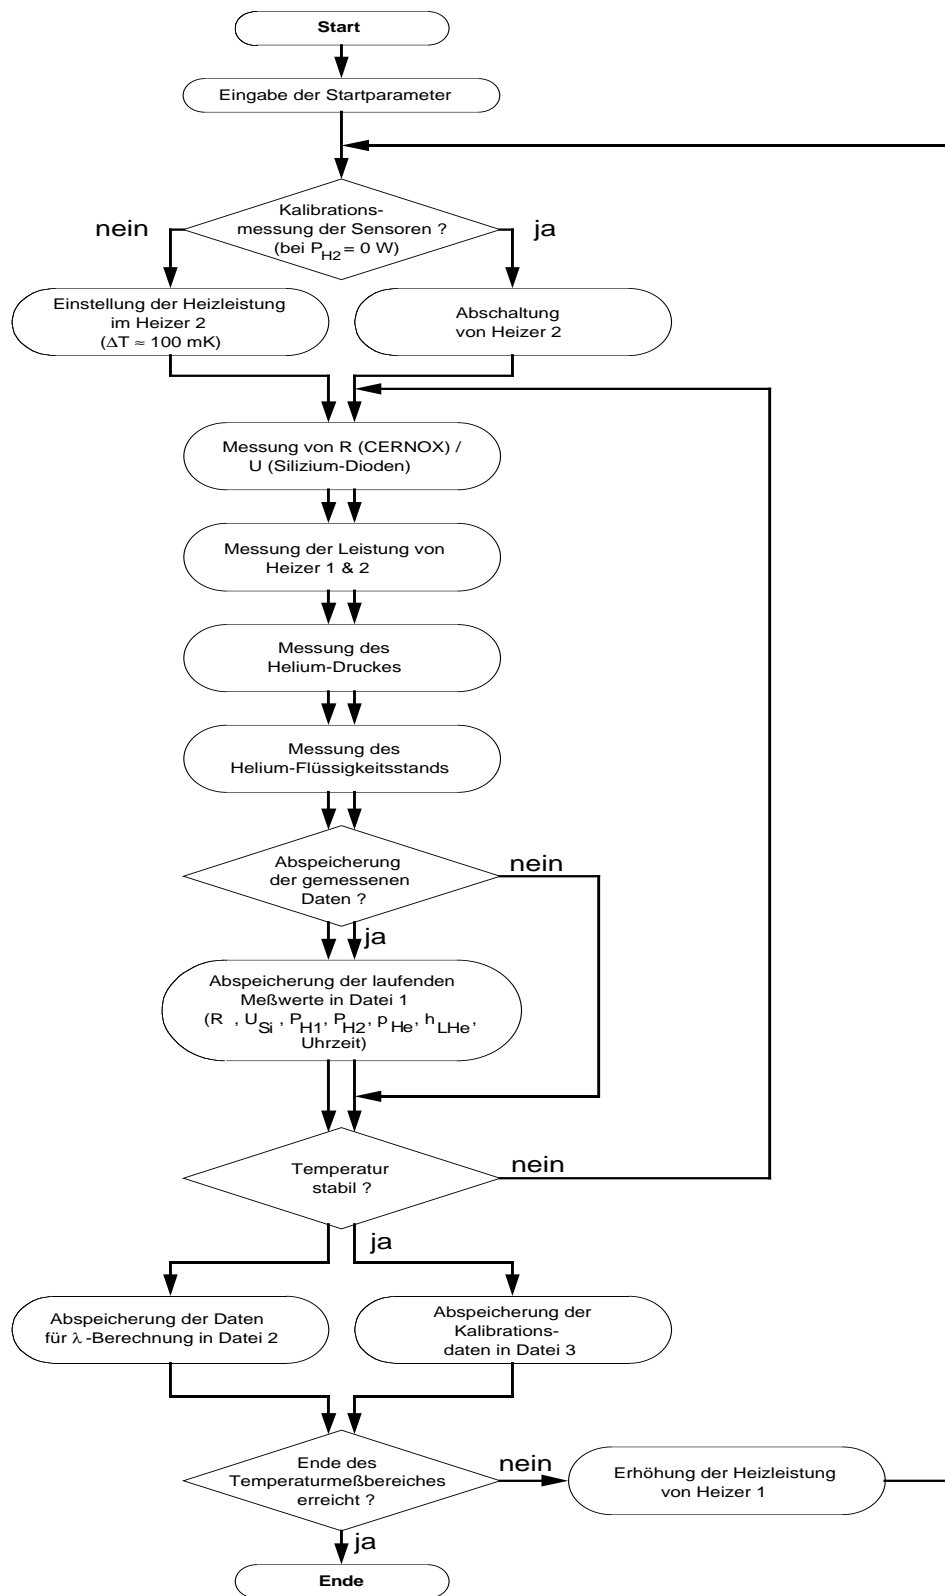 Start
Eingabe der Startparameter
Kalibrations-
messung der Sensoren ?
(bei P_H2 = 0 W)
nein
ja
Einstellung der Heizleistung
im Heizer 2
(ΔT ≈ 100 mK)
Abschaltung
von Heizer 2
Messung von R (CERNOX) /
U (Silizium-Dioden)
Messung der Leistung von
Heizer 1 & 2
Messung des
Helium-Druckes
Messung des
Helium-Flüssigkeitsstands
Abspeicherung
der gemessenen
Daten ?
nein
ja
Abspeicherung der laufenden
Meßwerte in Datei 1
(R , U_Si , P_H1, P_H2, p_He, h_LHe,
Uhrzeit)
Temperatur
stabil ?
nein
ja
Abspeicherung der Daten
für λ-Berechnung in Datei 2
Abspeicherung der
Kalibrations-
daten in Datei 3
Ende des
Temperaturmeßbereiches
erreicht ?
nein
Erhöhung der Heizleistung
von Heizer 1
ja
Ende